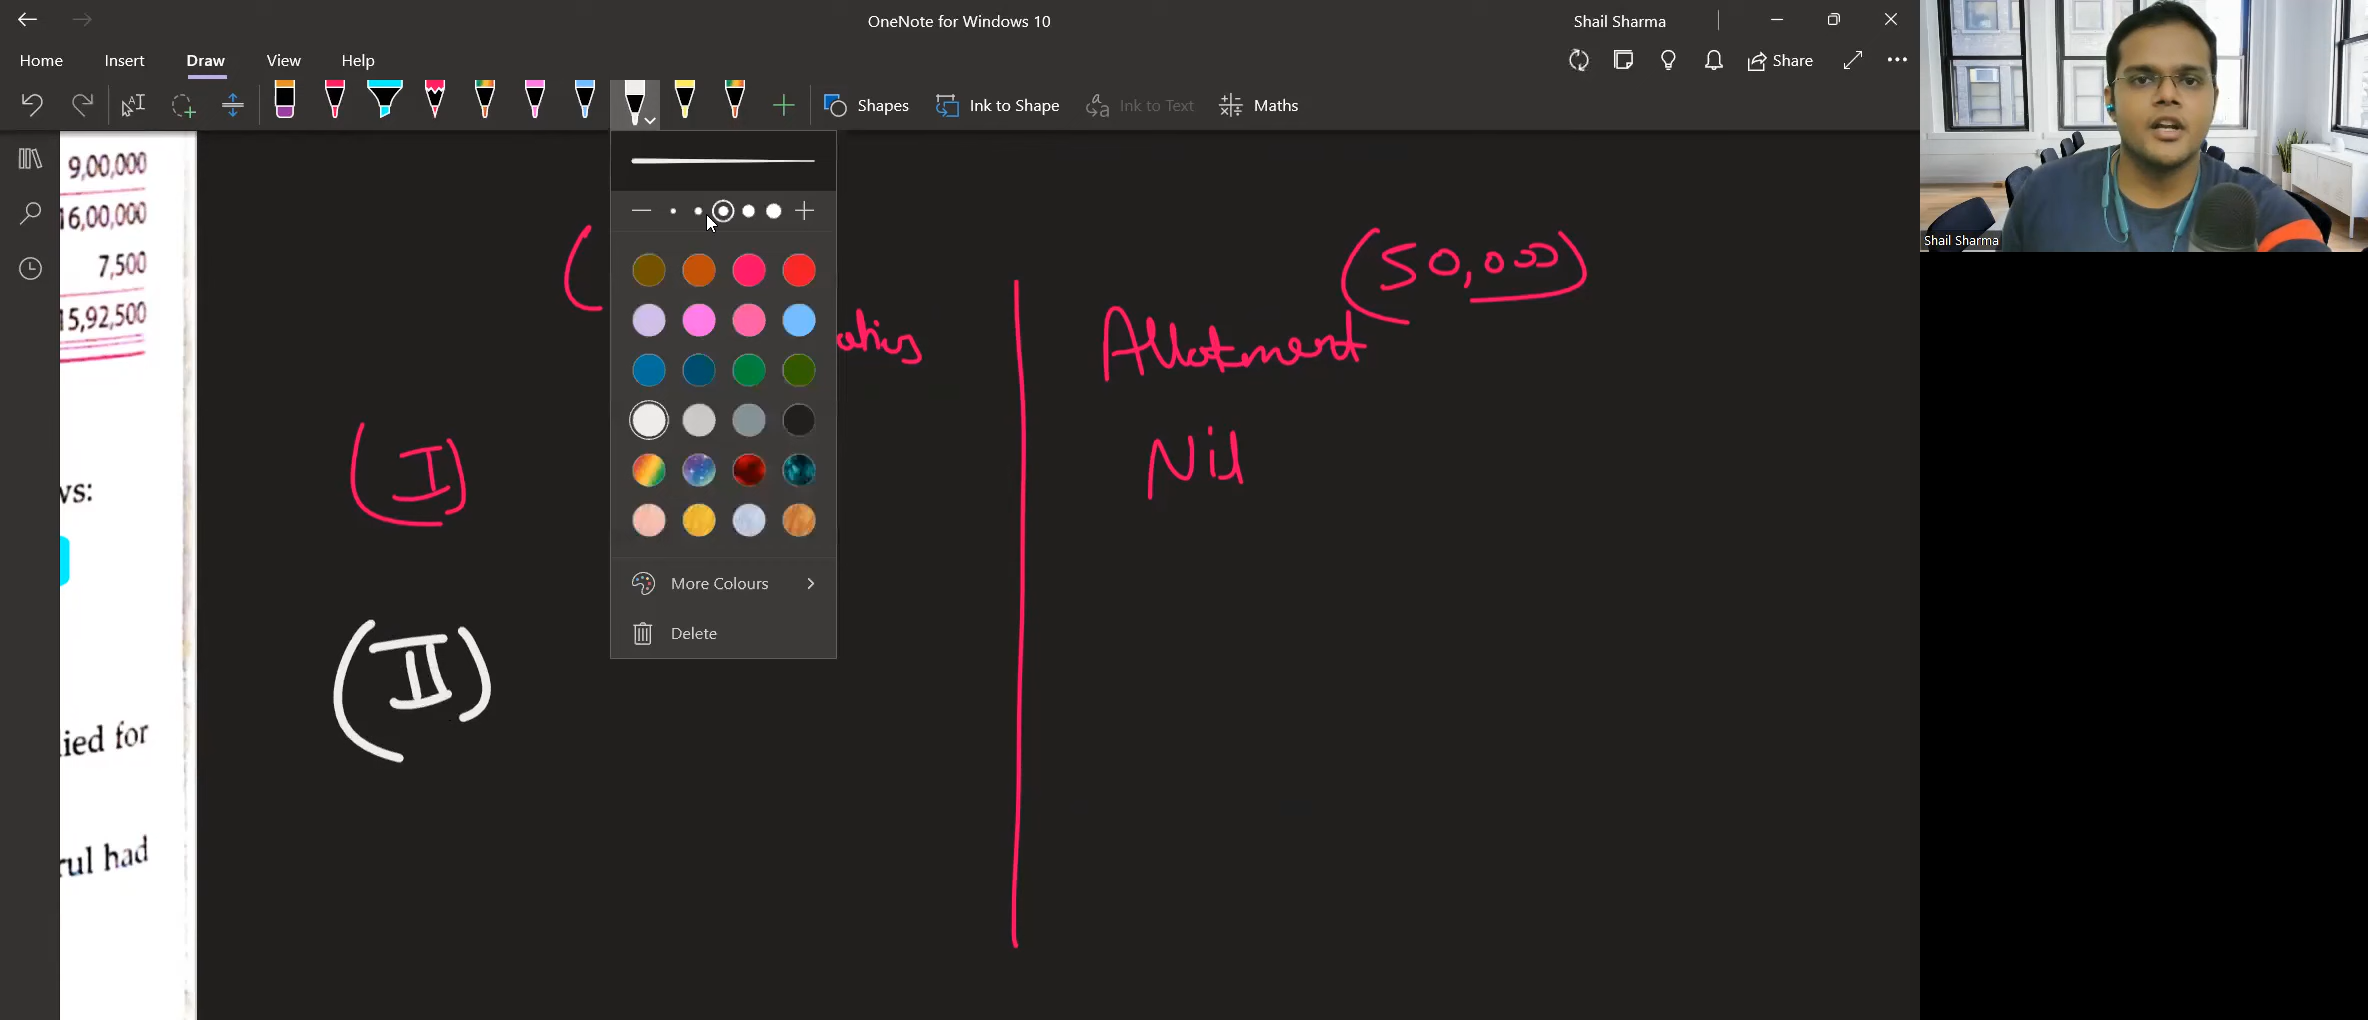 OneNote for Windows 10
Shail Sharma
Home Insert Draw View Help
Share
Shapes Ink to Shape Ink to Text Maths
9,00,000
16,00,000
7,500
15,92,500
ws:
lied for
rul had
More Colours
Delete
(50,000)
Allotment
(I) Nil
(II)
Shail Sharma